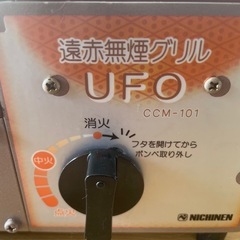 遠赤無煙グリル
UFO
CCM-101
消火
フタを開けてから
ボンベ取り外し
中火
NICHINEN